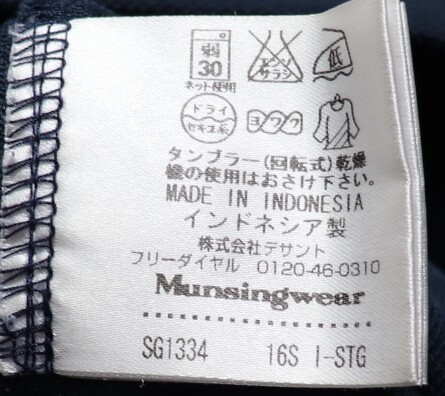 弱
30
ネット使用
エンソ
サラシ
低
ドライ
セキユ系
ヨワク
タンブラー(回転式)乾燥
機の使用はおさけ下さい。
MADE IN INDONESIA
インドネシア製
株式会社デサント
フリーダイヤル 0120-46-0310
Munsingwear
SG1334 16S I-STG